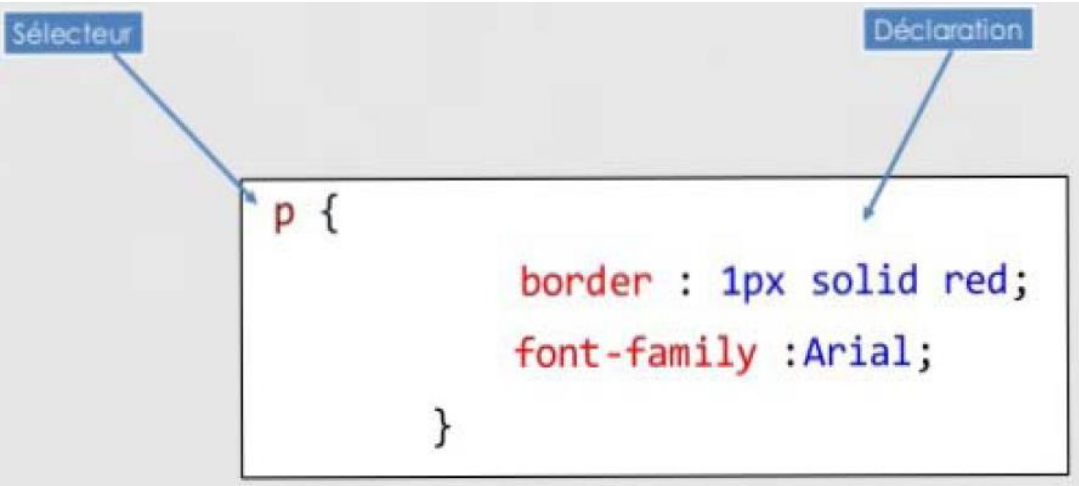 Sélecteur
Déclaration
p {
border : 1px solid red;
font-family :Arial;
}